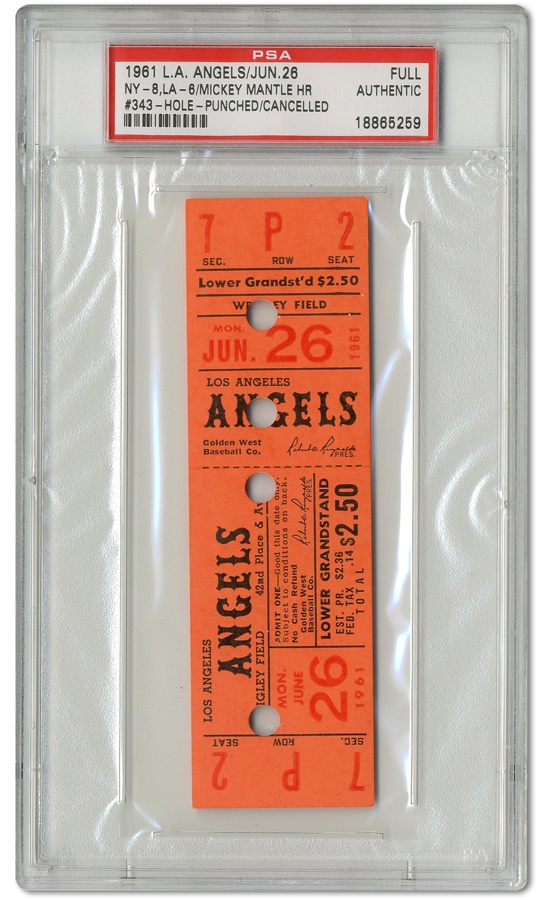 PSA
1961 L.A. ANGELS/JUN.26 FULL
NY-8,LA-6/MICKEY MANTLE HR AUTHENTIC
#343-HOLE-PUNCHED/CANCELLED
18865259
7 P 2
SEC. ROW SEAT
Lower Grandst'd $2.50
FIELD
MON.
JUN. 26 1961
LOS ANGELES
ANGELS
Golden West
Baseball Co.
PRES.
LOS ANGELES
ANGELS
IGLEY FIELD 42nd Place &
ADMIT ONE—Good this date only.
Subject to conditions on back.
No Cash Refund
Golden West
Baseball Co.
PRES.
LOWER GRANDSTAND
EST. PR. $2.36
FED. TAX .14
TOTAL $2.50
MON.
JUNE
26
1961
SEC. ROW SEAT
7 P 2